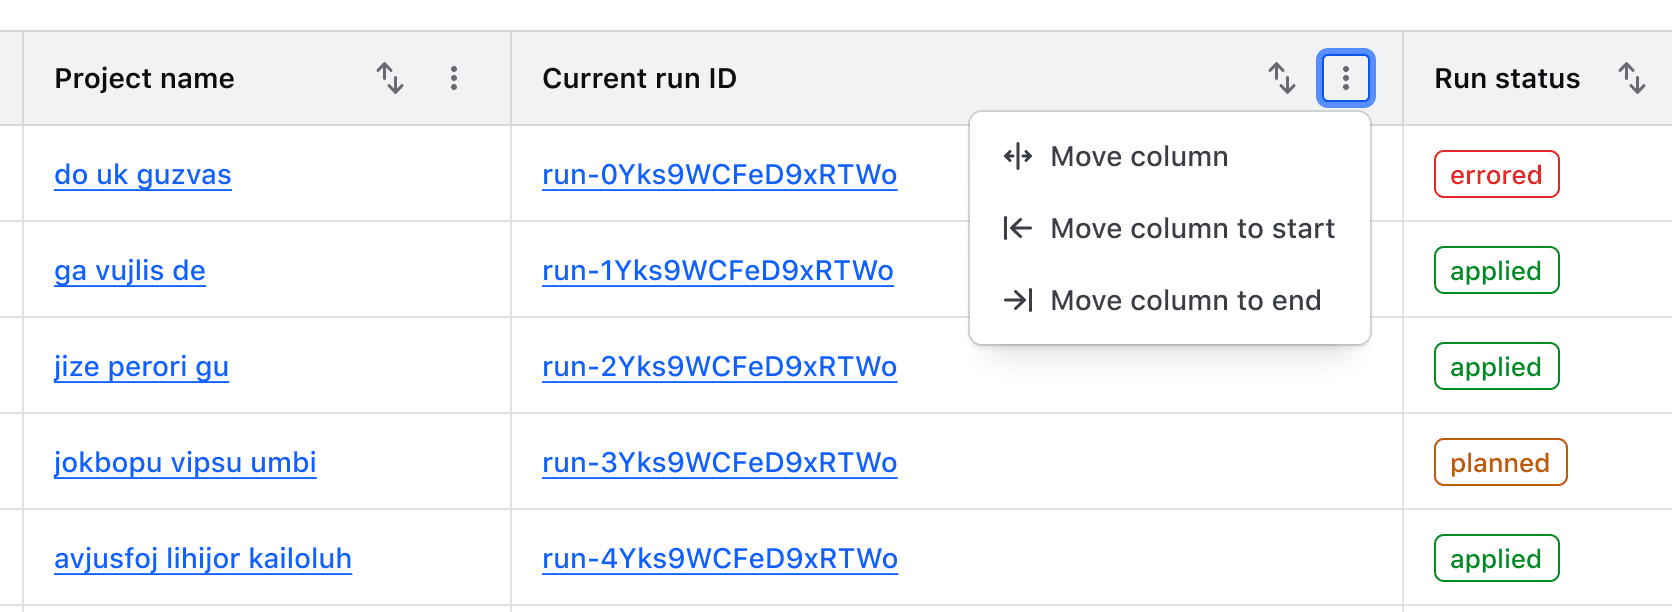 Project name
Current run ID
Run status
do uk guzvas
run-0Yks9WCFeD9xRTWo
Move column
errored
Move column to start
ga vujlis de
run-1Yks9WCFeD9xRTWo
applied
Move column to end
jize perori gu
run-2Yks9WCFeD9xRTWo
applied
jokbopu vipsu umbi
run-3Yks9WCFeD9xRTWo
planned
avjusfoj lihijor kailoluh
run-4Yks9WCFeD9xRTWo
applied